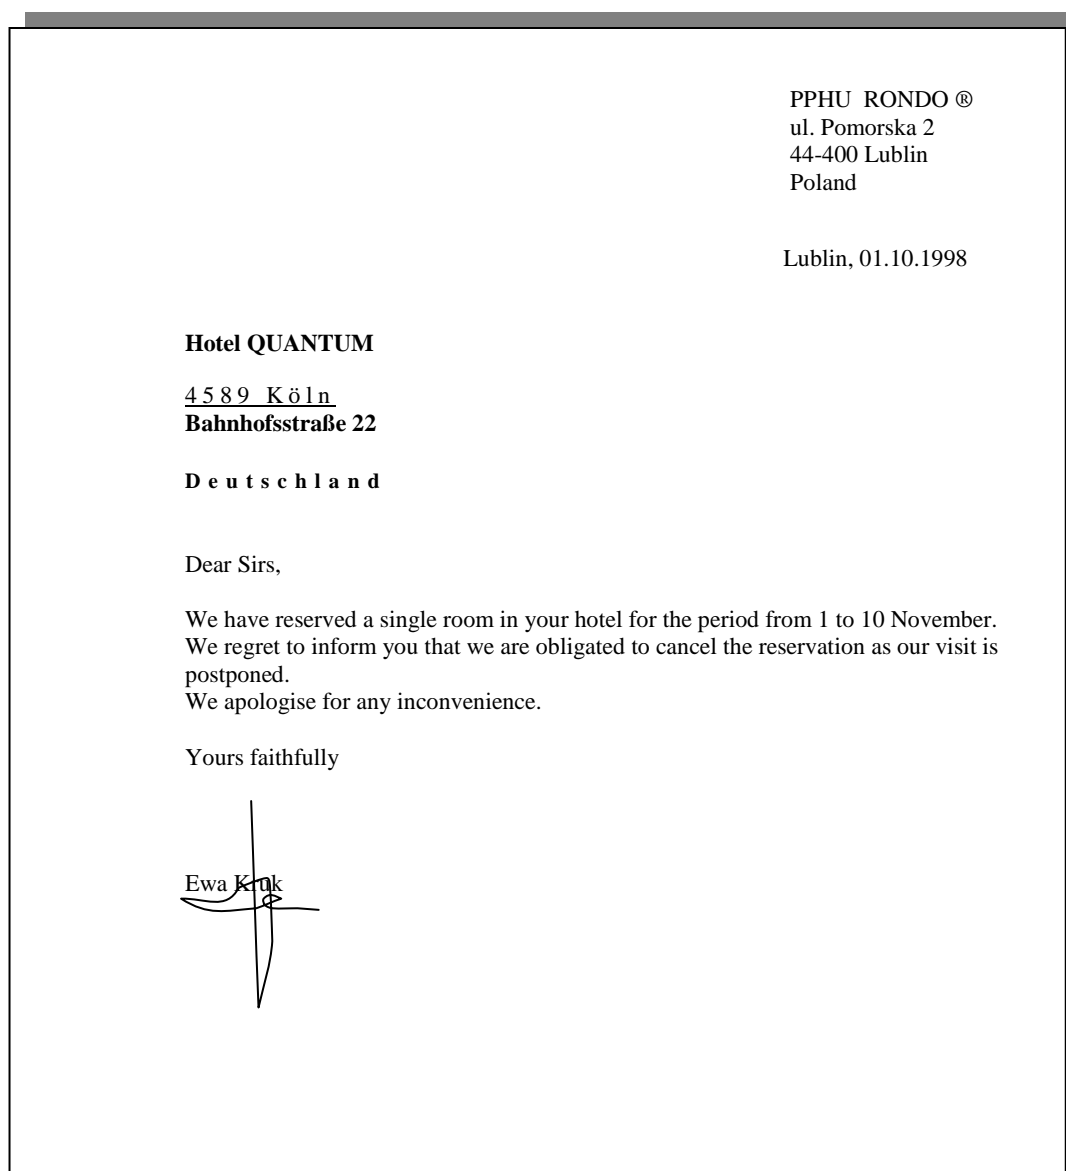 PPHU RONDO ®
ul. Pomorska 2
44-400 Lublin
Poland
Lublin, 01.10.1998
Hotel QUANTUM
4589 Köln
Bahnhofsstraße 22
Deutschland
Dear Sirs,
We have reserved a single room in your hotel for the period from 1 to 10 November.
We regret to inform you that we are obligated to cancel the reservation as our visit is
postponed.
We apologise for any inconvenience.
Yours faithfully
Ewa Kruk